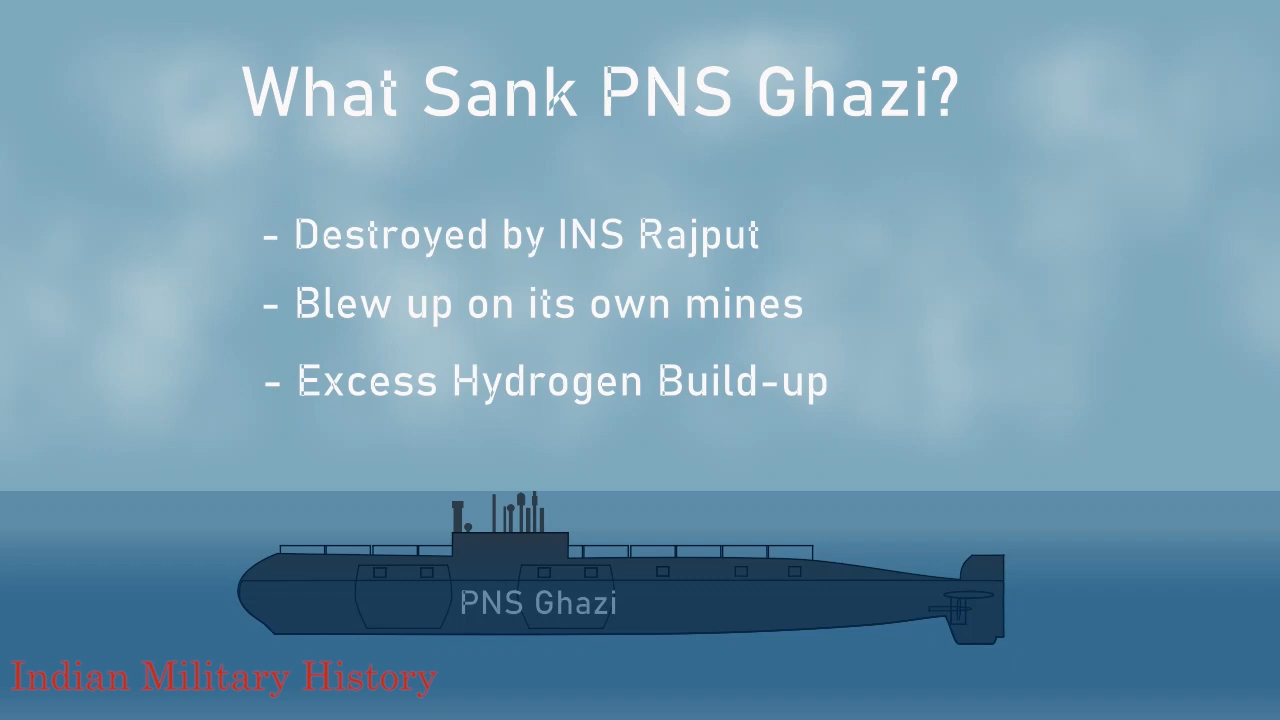 What Sank PNS Ghazi?
- Destroyed by INS Rajput
- Blew up on its own mines
- Excess Hydrogen Build-up
PNS Ghazi
Indian Military History